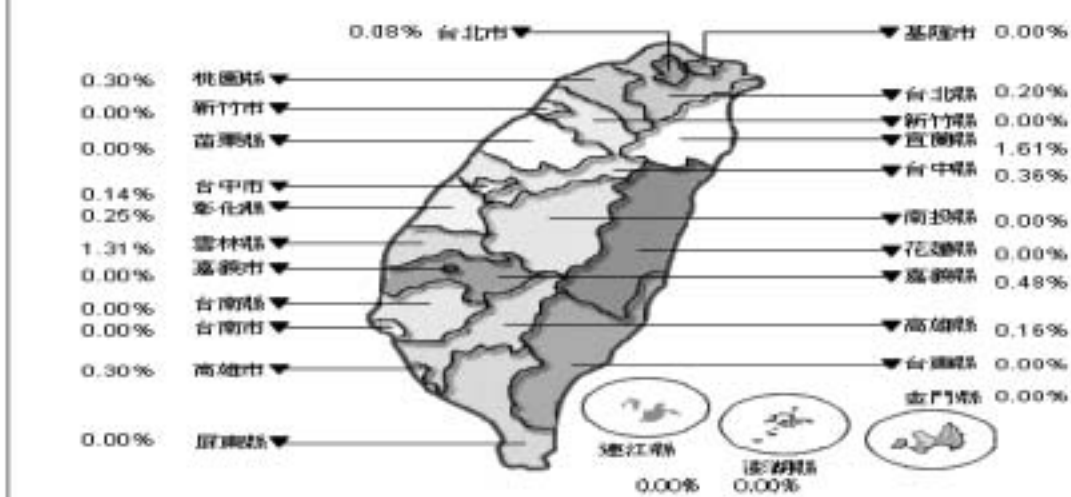 0.08% 台北市▼ ▼基隆市 0.00%
0.30% 桃園縣▼ ▼台北縣 0.20%
0.00% 新竹市▼ ▼新竹縣 0.00%
0.00% 苗栗縣▼ ▼宜蘭縣 1.61%
0.14% 台中市▼ ▼台中縣 0.36%
0.25% 彰化縣▼ ▼南投縣 0.00%
1.31% 雲林縣▼ ▼花蓮縣 0.00%
0.00% 嘉義市▼ ▼嘉義縣 0.48%
0.00% 台南縣▼ ▼高雄縣 0.16%
0.00% 台南市▼ ▼台東縣 0.00%
0.30% 高雄市▼ 金門縣 0.00%
0.00% 屏東縣▼ 連江縣 澎湖縣
0.00% 0.00%